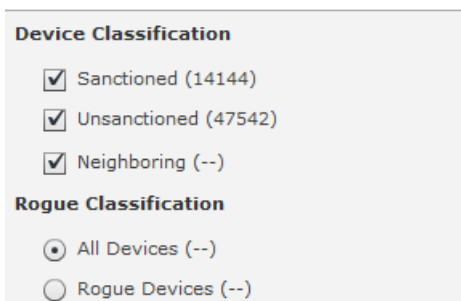 Device Classification
Sanctioned (14144)
Unsanctioned (47542)
Neighboring (--)
Rogue Classification
All Devices (--)
Rogue Devices (--)